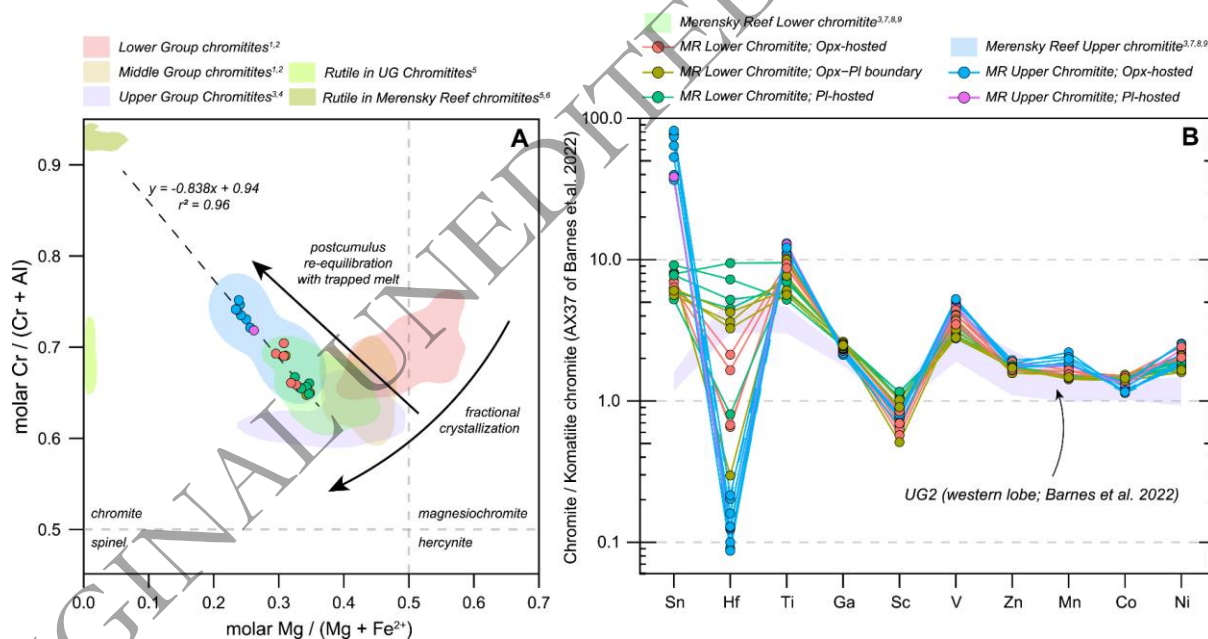 Lower Group chromitites1,2
Middle Group chromitites1,2
Upper Group Chromitites3,4
Rutile in UG Chromitites5
Rutile in Merensky Reef chromitites5,6
Merensky Reef Lower chromitite3,7,8,9
MR Lower Chromitite; Opx-hosted
MR Lower Chromitite; Opx−Pl boundary
MR Lower Chromitite; Pl-hosted
Merensky Reef Upper chromitite3,7,8,9
MR Upper Chromitite; Opx-hosted
MR Upper Chromitite; Pl-hosted
A
molar Cr / (Cr + Al)
0.9
0.8
0.7
0.6
0.5
y = -0.838x + 0.94
r² = 0.96
postcumulus
re-equilibration
with trapped melt
fractional
crystallization
chromite
magnesiochromite
spinel
hercynite
0.0
0.1
0.2
0.3
0.4
0.5
0.6
0.7
molar Mg / (Mg + Fe2+)
B
Chromite / Komatiite chromite (AX37 of Barnes et al. 2022)
100.0
10.0
1.0
0.1
UG2 (western lobe; Barnes et al. 2022)
Sn
Hf
Ti
Ga
Sc
V
Zn
Mn
Co
Ni
GINAL UNEDITED